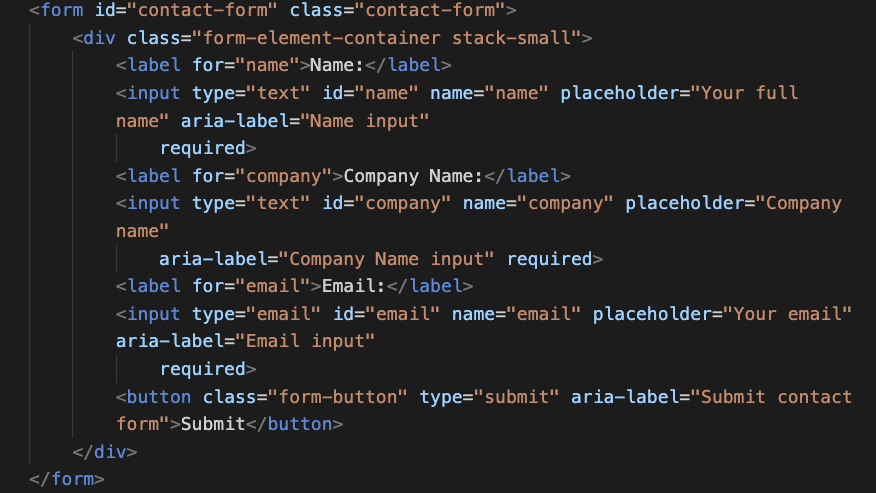 <form id="contact-form" class="contact-form">
<div class="form-element-container stack-small">
<label for="name">Name:</label>
<input type="text" id="name" name="name" placeholder="Your full
name" aria-label="Name input"
required>
<label for="company">Company Name:</label>
<input type="text" id="company" name="company" placeholder="Company
name"
aria-label="Company Name input" required>
<label for="email">Email:</label>
<input type="email" id="email" name="email" placeholder="Your email"
aria-label="Email input"
required>
<button class="form-button" type="submit" aria-label="Submit contact
form">Submit</button>
</div>
</form>